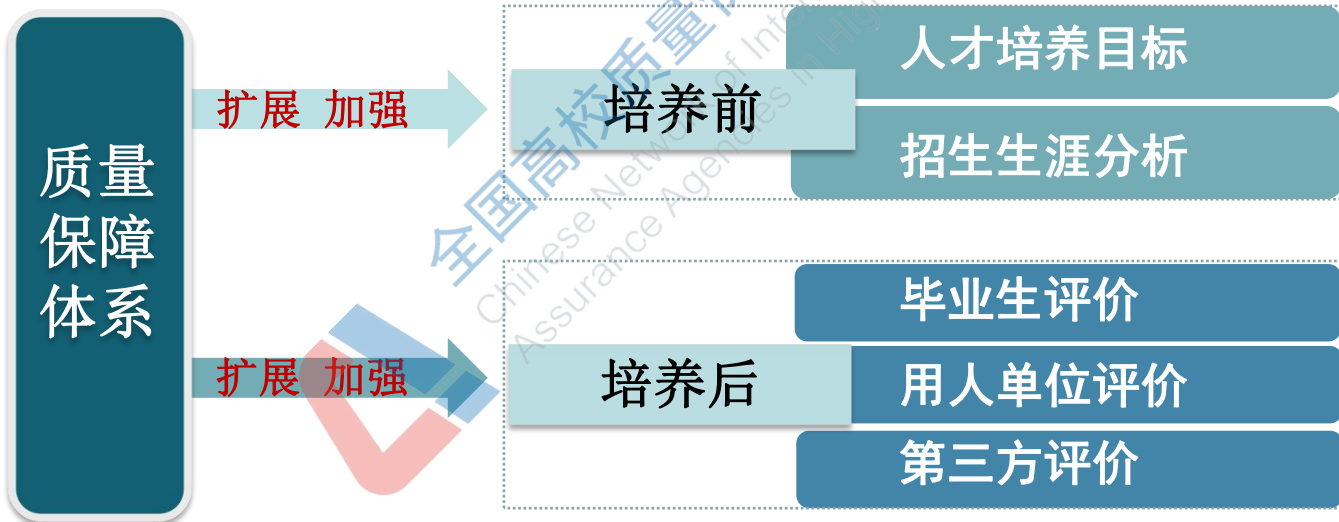 质量
保障
体系
扩展 加强
培养前
人才培养目标
招生生涯分析
扩展 加强
培养后
毕业生评价
用人单位评价
第三方评价
全国高校质量
Chinese Network of
Assurance Agencies in